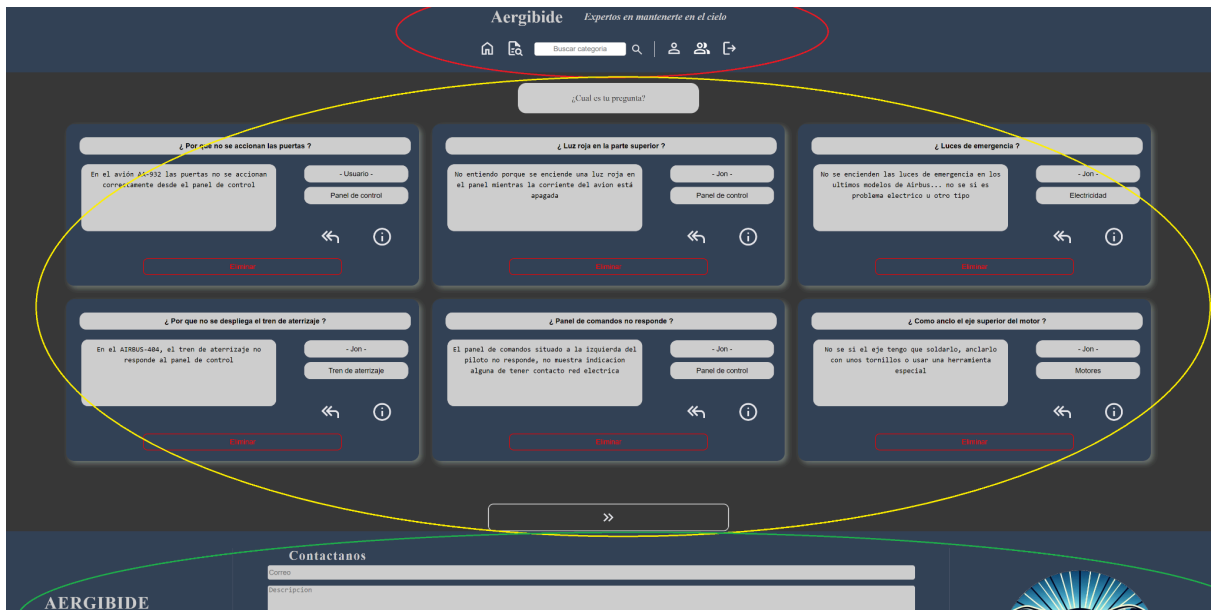 Aergibide Expertos en mantenerte en el cielo
Buscar categoria
¿Cual es tu pregunta?
¿ Por que no se accionan las puertas ?
En el avión AA-932 las puertas no se accionan
correctamente desde el panel de control
- Usuario -
Panel de control
Eliminar
¿ Luz roja en la parte superior ?
No entiendo porque se enciende una luz roja en
el panel mientras la corriente del avion está
apagada
- Jon -
Panel de control
Eliminar
¿ Luces de emergencia ?
No se encienden las luces de emergencia en los
ultimos modelos de Airbus... no se si es
problema electrico u otro tipo
- Jon -
Electricidad
Eliminar
¿ Por que no se despliega el tren de aterrizaje ?
En el AIRBUS-404, el tren de aterrizaje no
responde al panel de control
- Jon -
Tren de aterrizaje
Eliminar
¿ Panel de comandos no responde ?
El panel de comandos situado a la izquierda del
piloto no responde, no muestra indicacion
alguna de tener contacto red electrica
- Jon -
Panel de control
Eliminar
¿ Como anclo el eje superior del motor ?
No se si el eje tengo que soldarlo, anclarlo
con unos tornillos o usar una herramienta
especial
- Jon -
Motores
Eliminar
Contactanos
Correo
Descripcion
AERGIBIDE